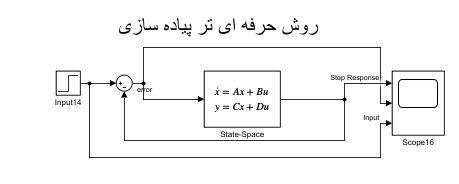 روش حرفه ای تر پیاده سازی
Step Response
error
ẋ = Ax + Bu
y = Cx + Du
Input14
Input
State-Space
Scope16